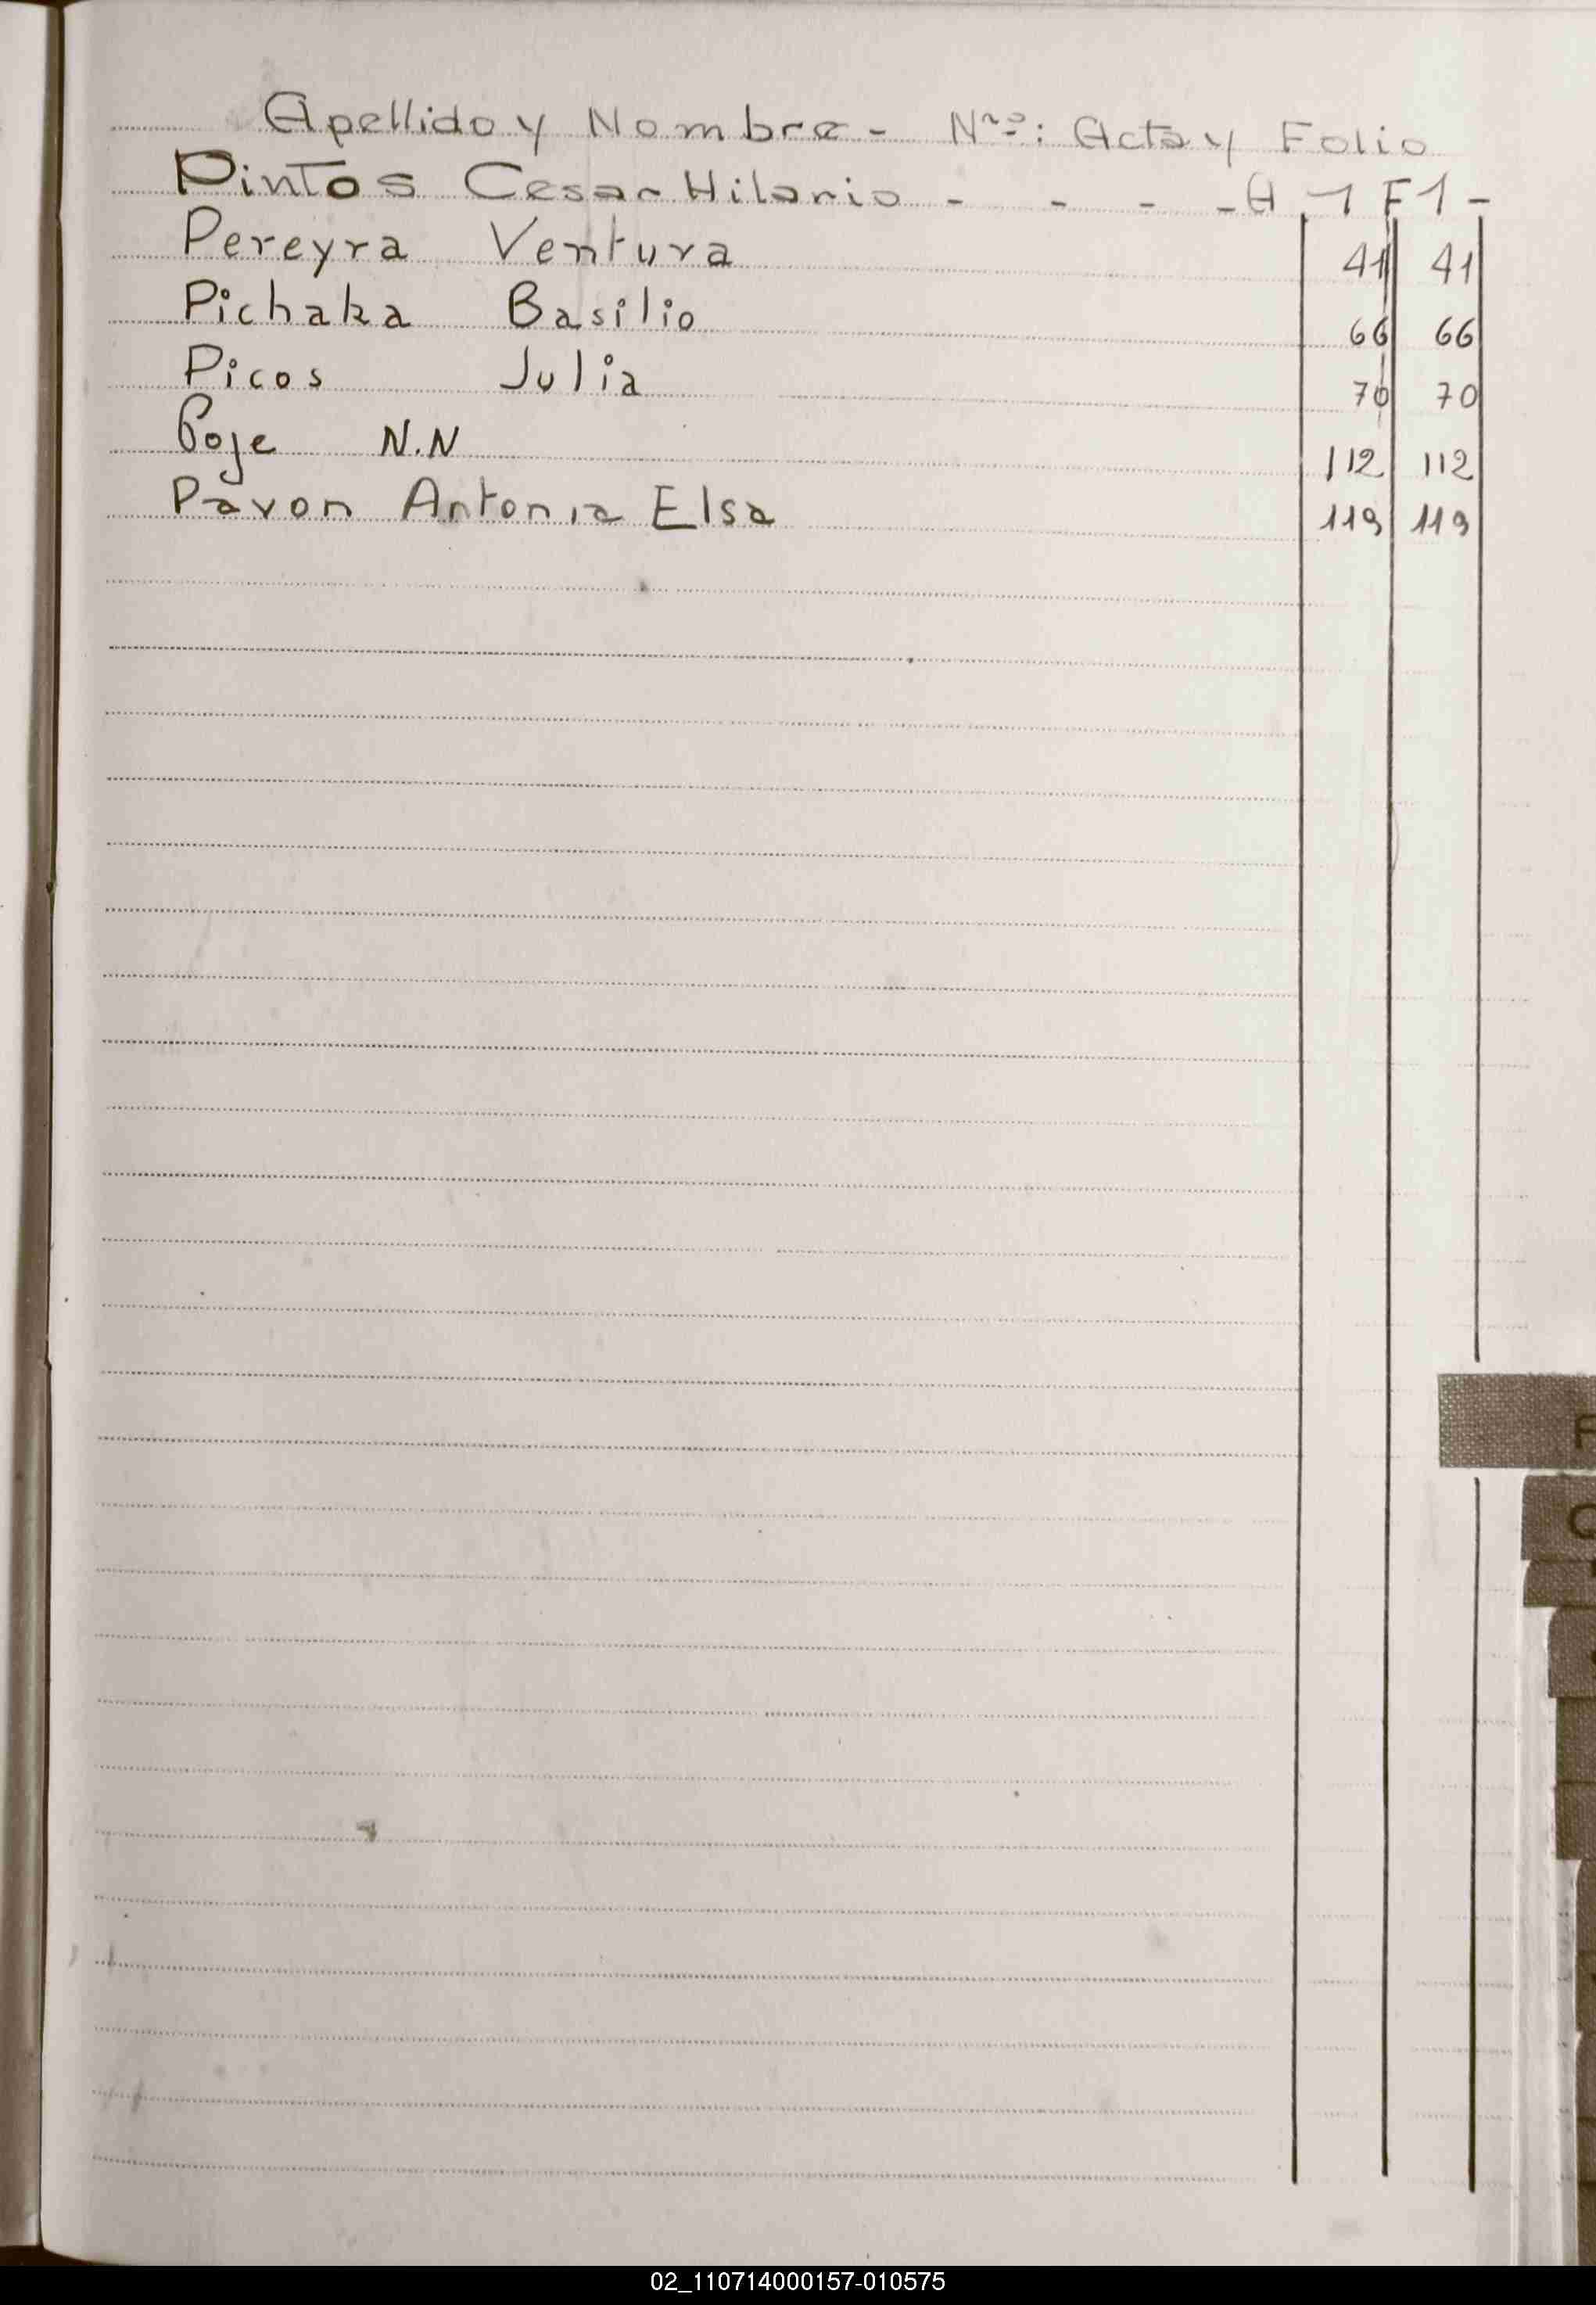 Apellido y Nombre - Nro: Acta y Folio
Pintos Cesar Hilario - - - - A 1 F 1 -
Pereyra Ventura 41 41
Pichaka Basilio 66 66
Picos Julia 70 70
Poje N.N 112 112
Pavon Antonia Elsa 119 119
02_110714000157-010575